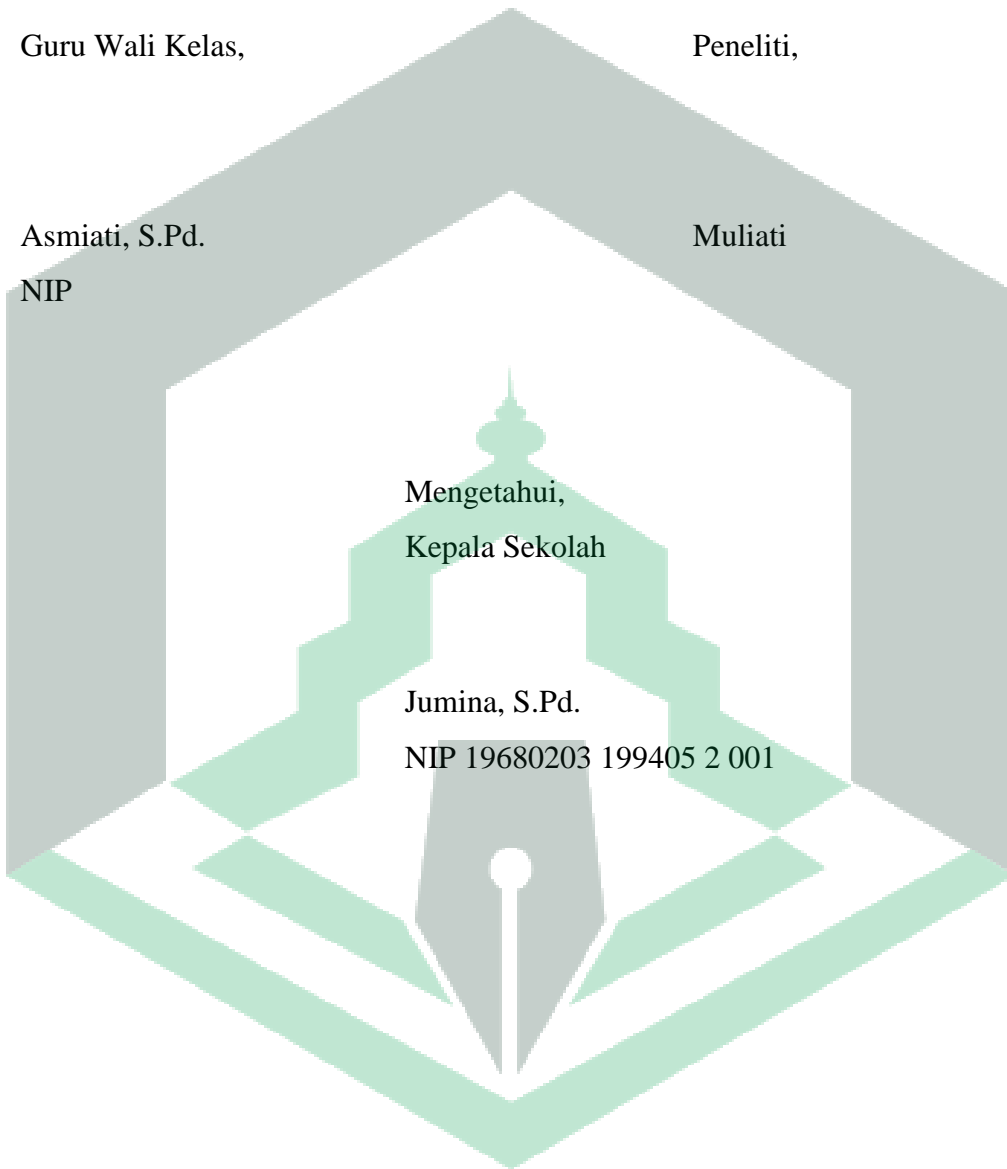 Guru Wali Kelas,
Peneliti,
Asmiati, S.Pd.
Muliati
NIP
Mengetahui,
Kepala Sekolah
Jumina, S.Pd.
NIP 19680203 199405 2 001